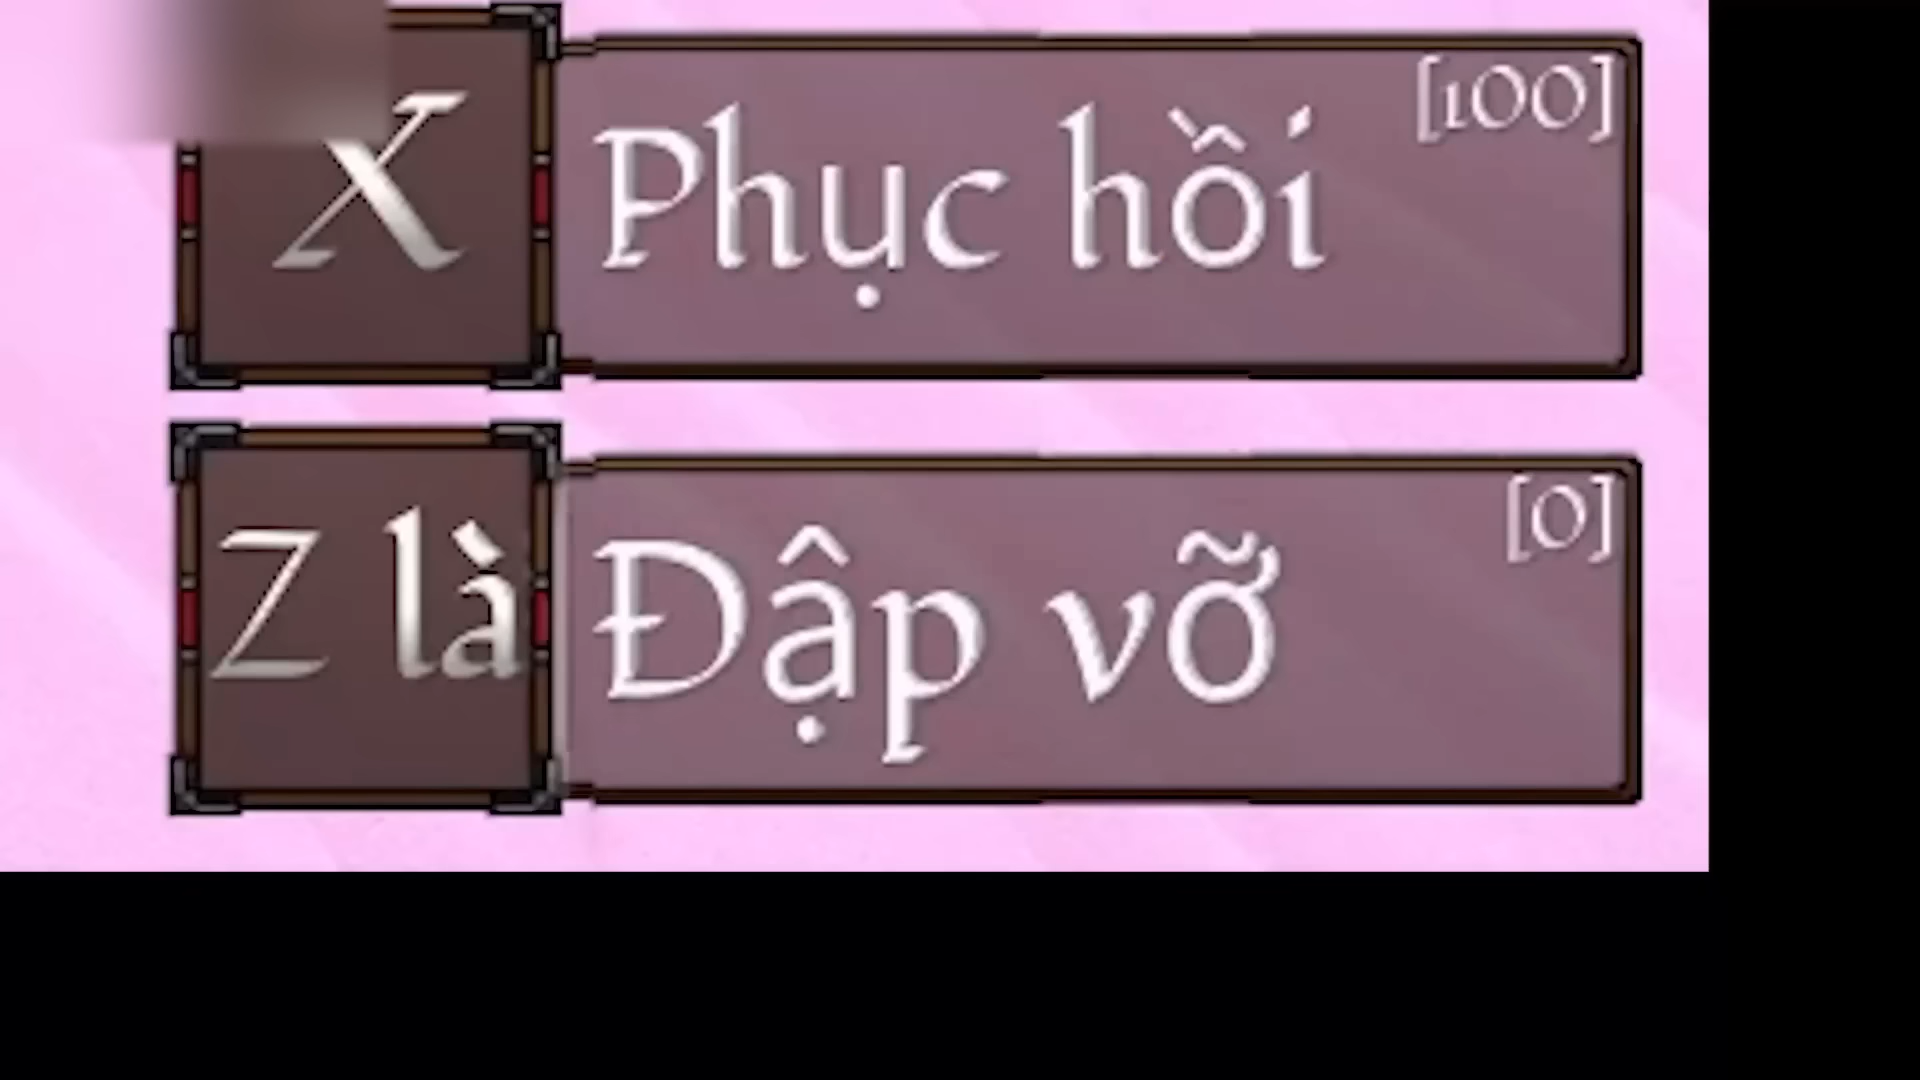 X Phục hồi [100]
Z là Đập vỡ [0]